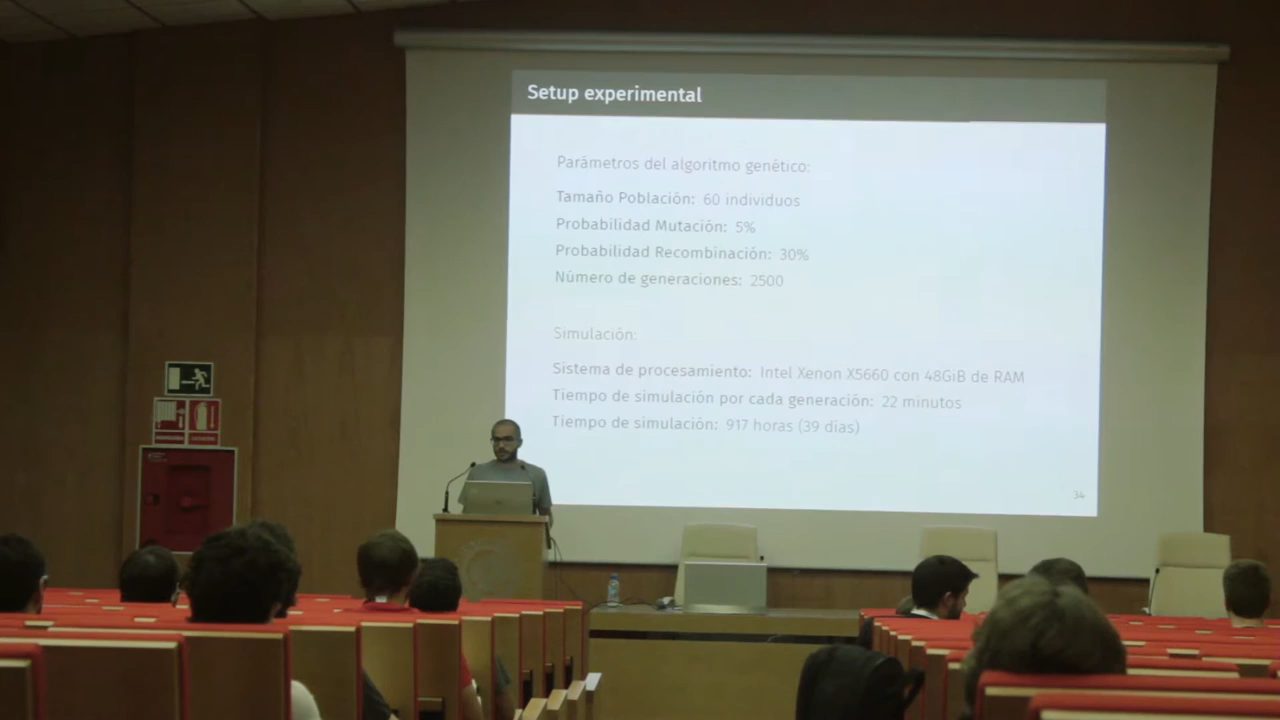 Setup experimental
Parámetros del algoritmo genético:
Tamaño Población: 60 individuos
Probabilidad Mutación: 5%
Probabilidad Recombinación: 30%
Número de generaciones: 2500
Simulación:
Sistema de procesamiento: Intel Xenon X5660 con 48GiB de RAM
Tiempo de simulación por cada generación: 22 minutos
Tiempo de simulación: 917 horas (39 días)
34